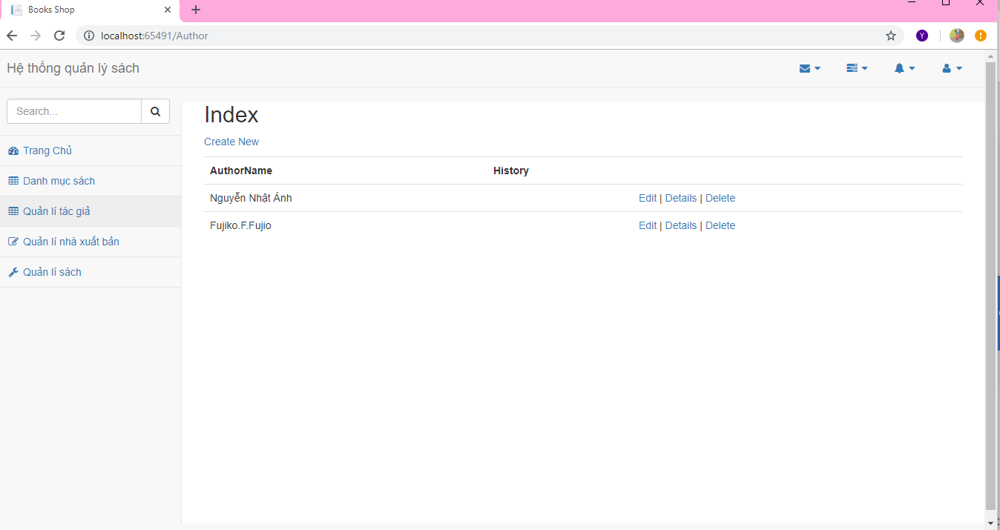 Books Shop
localhost:65491/Author
Y
Hệ thống quản lý sách
Search...
Trang Chủ
Danh mục sách
Quản lí tác giả
Quản lí nhà xuất bản
Quản lí sách
Index
Create New
AuthorName History
Nguyễn Nhật Ánh Edit | Details | Delete
Fujiko.F.Fujio Edit | Details | Delete